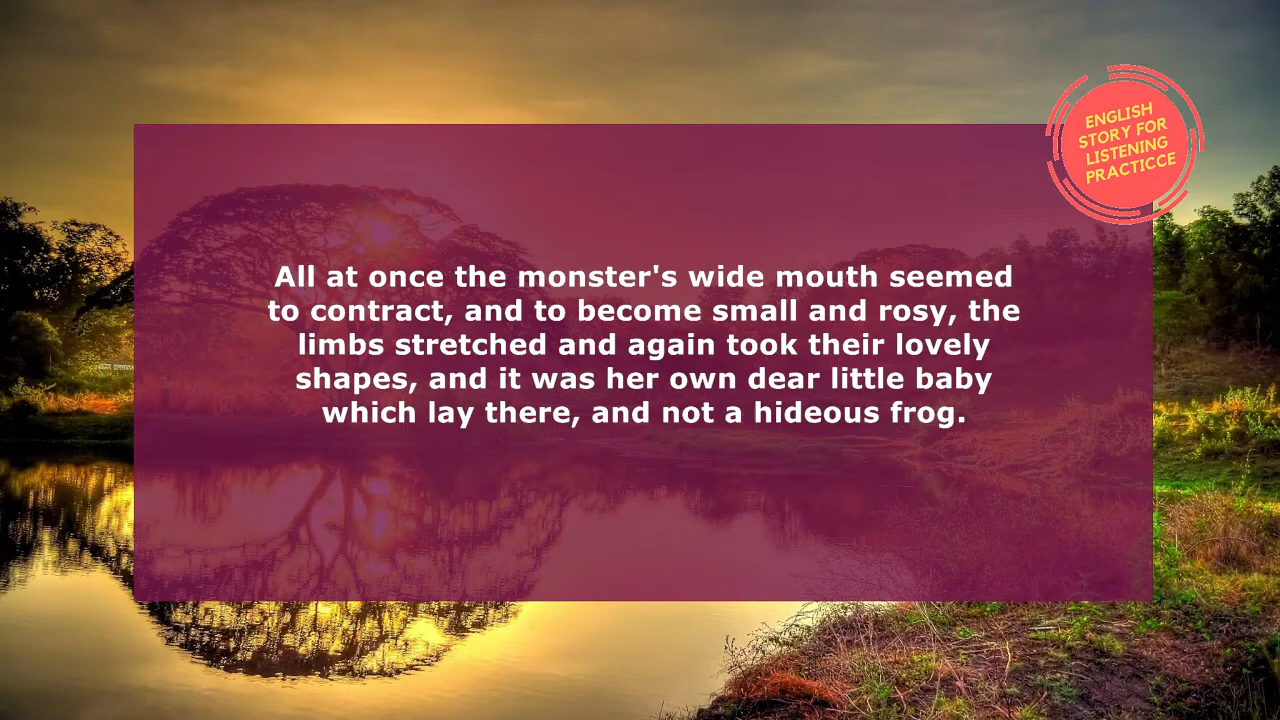 ENGLISH
STORY FOR
LISTENING
PRACTICCE
All at once the monster's wide mouth seemed
to contract, and to become small and rosy, the
limbs stretched and again took their lovely
shapes, and it was her own dear little baby
which lay there, and not a hideous frog.